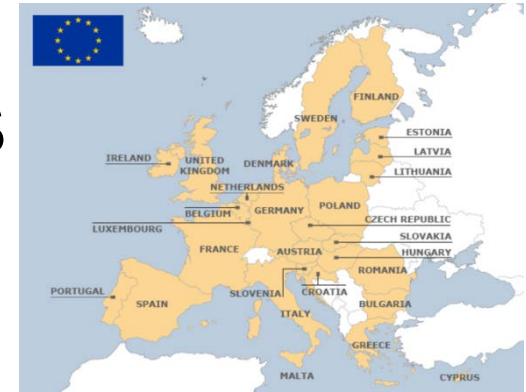 S
FINLAND
SWEDEN
ESTONIA
LATVIA
LITHUANIA
IRELAND
UNITED
KINGDOM
DENMARK
NETHERLANDS
BELGIUM
GERMANY
POLAND
LUXEMBOURG
CZECH REPUBLIC
SLOVAKIA
HUNGARY
FRANCE
AUSTRIA
ROMANIA
PORTUGAL
SPAIN
SLOVENIA
CROATIA
ITALY
BULGARIA
GREECE
MALTA
CYPRUS